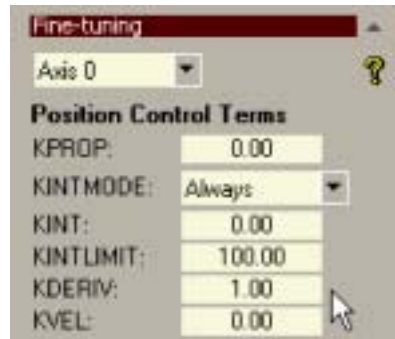 Fine-tuning
Axis 0
?
Position Control Terms
KPROP: 0.00
KINTMODE: Always
KINT: 0.00
KINTLIMIT: 100.00
KDERIV: 1.00
KVEL: 0.00